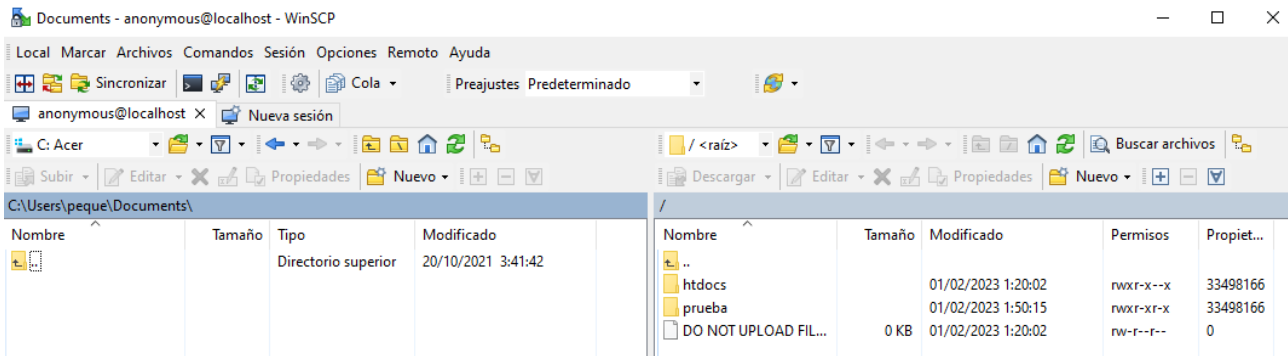 Documents - anonymous@localhost - WinSCP
Local Marcar Archivos Comandos Sesión Opciones Remoto Ayuda
Sincronizar Cola Preajustes Predeterminado
anonymous@localhost × Nueva sesión
C: Acer / <raíz> Buscar archivos
Subir Editar Propiedades Nuevo Descargar Editar Propiedades Nuevo
C:\Users\peque\Documents\ /
Nombre Tamaño Tipo Modificado Nombre Tamaño Modificado Permisos Propiet...
.. Directorio superior 20/10/2021 3:41:42 ..
htdocs 01/02/2023 1:20:02 rwxr-x--x 33498166
prueba 01/02/2023 1:50:15 rwxr-xr-x 33498166
DO NOT UPLOAD FIL... 0 KB 01/02/2023 1:20:02 rw-r--r-- 0